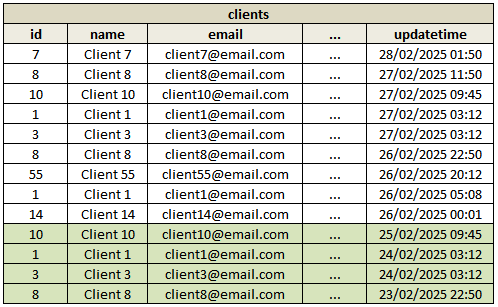 clients
id name email ... updatetime
7 Client 7 client7@email.com ... 28/02/2025 01:50
8 Client 8 client8@email.com ... 27/02/2025 11:50
10 Client 10 client10@email.com ... 27/02/2025 09:45
1 Client 1 client1@email.com ... 27/02/2025 03:12
3 Client 3 client3@email.com ... 27/02/2025 03:12
8 Client 8 client8@email.com ... 26/02/2025 22:50
55 Client 55 client55@email.com ... 26/02/2025 20:12
1 Client 1 client1@email.com ... 26/02/2025 05:08
14 Client 14 client14@email.com ... 26/02/2025 00:01
10 Client 10 client10@email.com ... 25/02/2025 09:45
1 Client 1 client1@email.com ... 24/02/2025 03:12
3 Client 3 client3@email.com ... 24/02/2025 03:12
8 Client 8 client8@email.com ... 23/02/2025 22:50